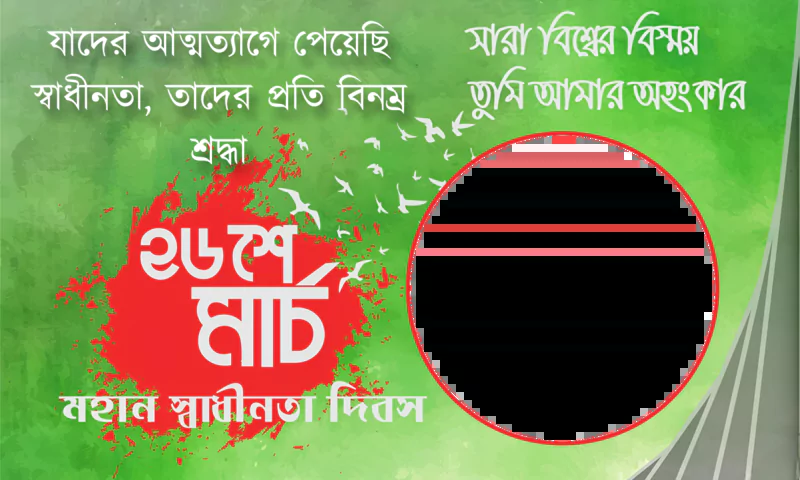 যাদের আত্মত্যাগে পেয়েছি
স্বাধীনতা, তাদের প্রতি বিনম্র
শ্রদ্ধা
সারা বিশ্বের বিস্ময়
তুমি আমার অহংকার
২৬শে
মার্চ
মহান স্বাধীনতা দিবস